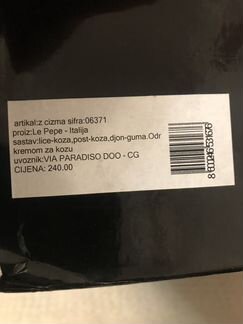 artikal:z cizma sifra:06371
proiz:Le Pepe - Italija
sastav:lice-koza,post-koza,djon-guma.Odr
kremom za kozu
uvoznik:VIA PARADISO DOO - CG
CIJENA: 240.00